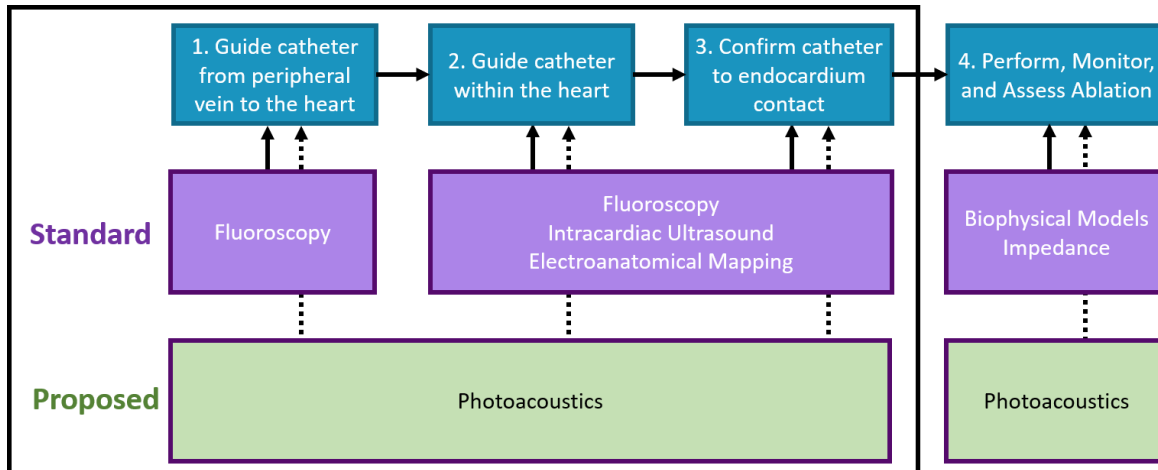 1. Guide catheter
from peripheral
vein to the heart
2. Guide catheter
within the heart
3. Confirm catheter
to endocardium
contact
4. Perform, Monitor,
and Assess Ablation
Standard
Fluoroscopy
Fluoroscopy
Intracardiac Ultrasound
Electroanatomical Mapping
Biophysical Models
Impedance
Proposed
Photoacoustics
Photoacoustics